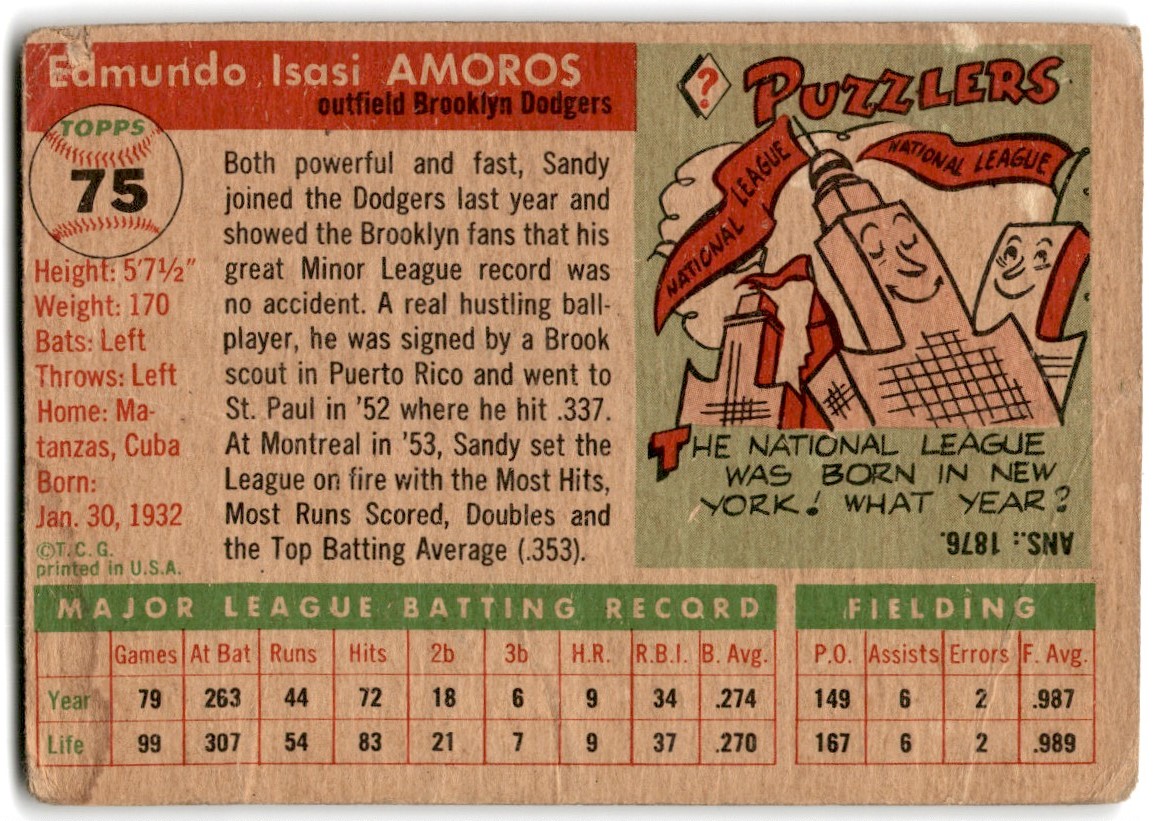 Edmundo Isasi AMOROS
outfield Brooklyn Dodgers
TOPPS
75
Height: 5'7½"
Weight: 170
Bats: Left
Throws: Left
Home: Ma-
tanzas, Cuba
Born:
Jan. 30, 1932
©T.C.G.
printed in U.S.A.
Both powerful and fast, Sandy
joined the Dodgers last year and
showed the Brooklyn fans that his
great Minor League record was
no accident. A real hustling ball-
player, he was signed by a Brook
scout in Puerto Rico and went to
St. Paul in '52 where he hit .337.
At Montreal in '53, Sandy set the
League on fire with the Most Hits,
Most Runs Scored, Doubles and
the Top Batting Average (.353).
? PUZZLERS
NATIONAL LEAGUE
NATIONAL LEAGUE
THE NATIONAL LEAGUE
WAS BORN IN NEW
YORK! WHAT YEAR?
ANS.: 1876.
MAJOR LEAGUE BATTING RECORD
Games At Bat Runs Hits 2b 3b H.R. R.B.I. B. Avg.
Year 79 263 44 72 18 6 9 34 .274
Life 99 307 54 83 21 7 9 37 .270
FIELDING
P.O. Assists Errors F. Avg.
149 6 2 .987
167 6 2 .989